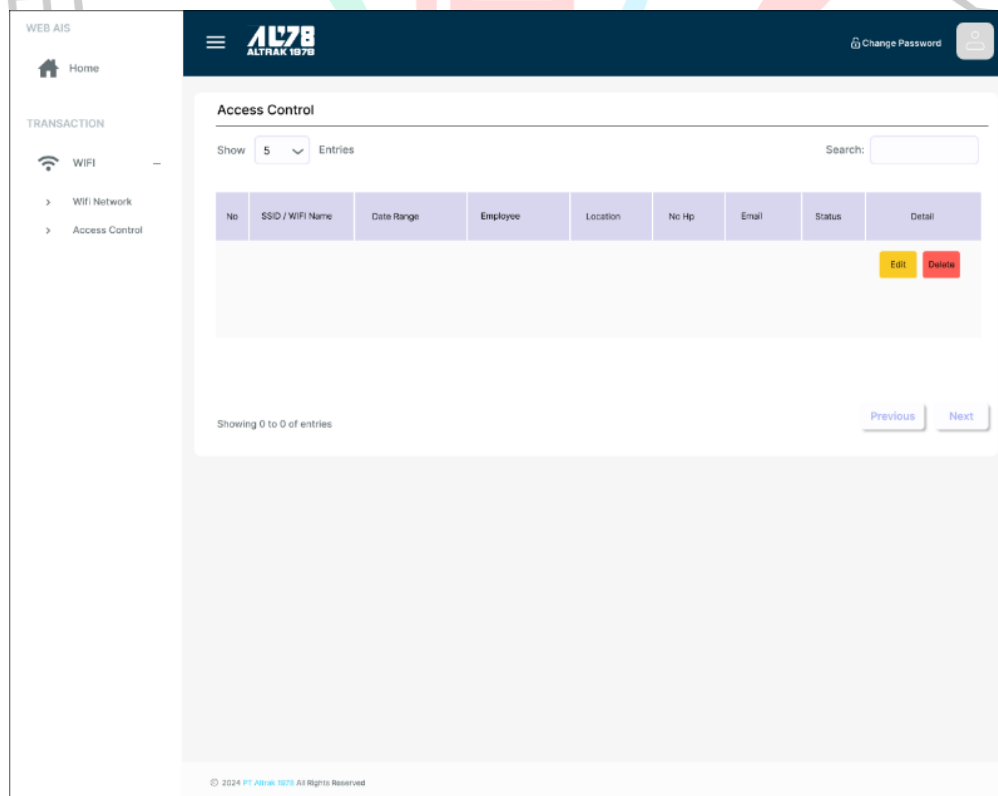 WEB AIS
Home
TRANSACTION
WIFI
Wifi Network
Access Control
AL78
ALTRAK 1978
Change Password
Access Control
Show 5 Entries
Search:
No SSID / WIFI Name Date Range Employee Location No Hp Email Status Detail
Edit Delete
Showing 0 to 0 of entries
Previous Next
© 2024 PT Altrak 1978 All Rights Reserved